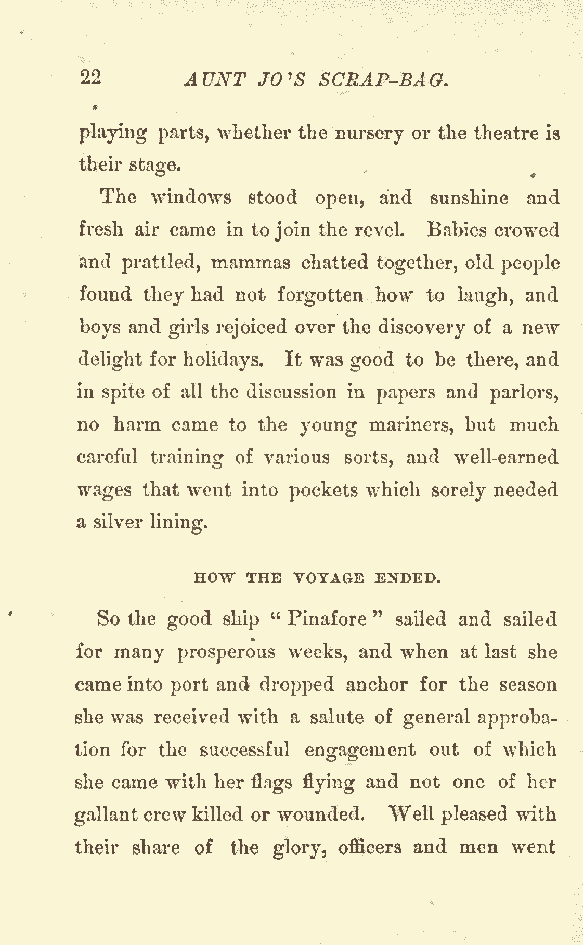 22 AUNT JO'S SCRAP-BAG.
playing parts, whether the nursery or the theatre is
their stage.
The windows stood open, and sunshine and
fresh air came in to join the revel. Babies crowed
and prattled, mammas chatted together, old people
found they had not forgotten how to laugh, and
boys and girls rejoiced over the discovery of a new
delight for holidays. It was good to be there, and
in spite of all the discussion in papers and parlors,
no harm came to the young mariners, but much
careful training of various sorts, and well-earned
wages that went into pockets which sorely needed
a silver lining.
HOW THE VOYAGE ENDED.
So the good ship "Pinafore" sailed and sailed
for many prosperous weeks, and when at last she
came into port and dropped anchor for the season
she was received with a salute of general approba-
tion for the successful engagement out of which
she came with her flags flying and not one of her
gallant crew killed or wounded. Well pleased with
their share of the glory, officers and men went